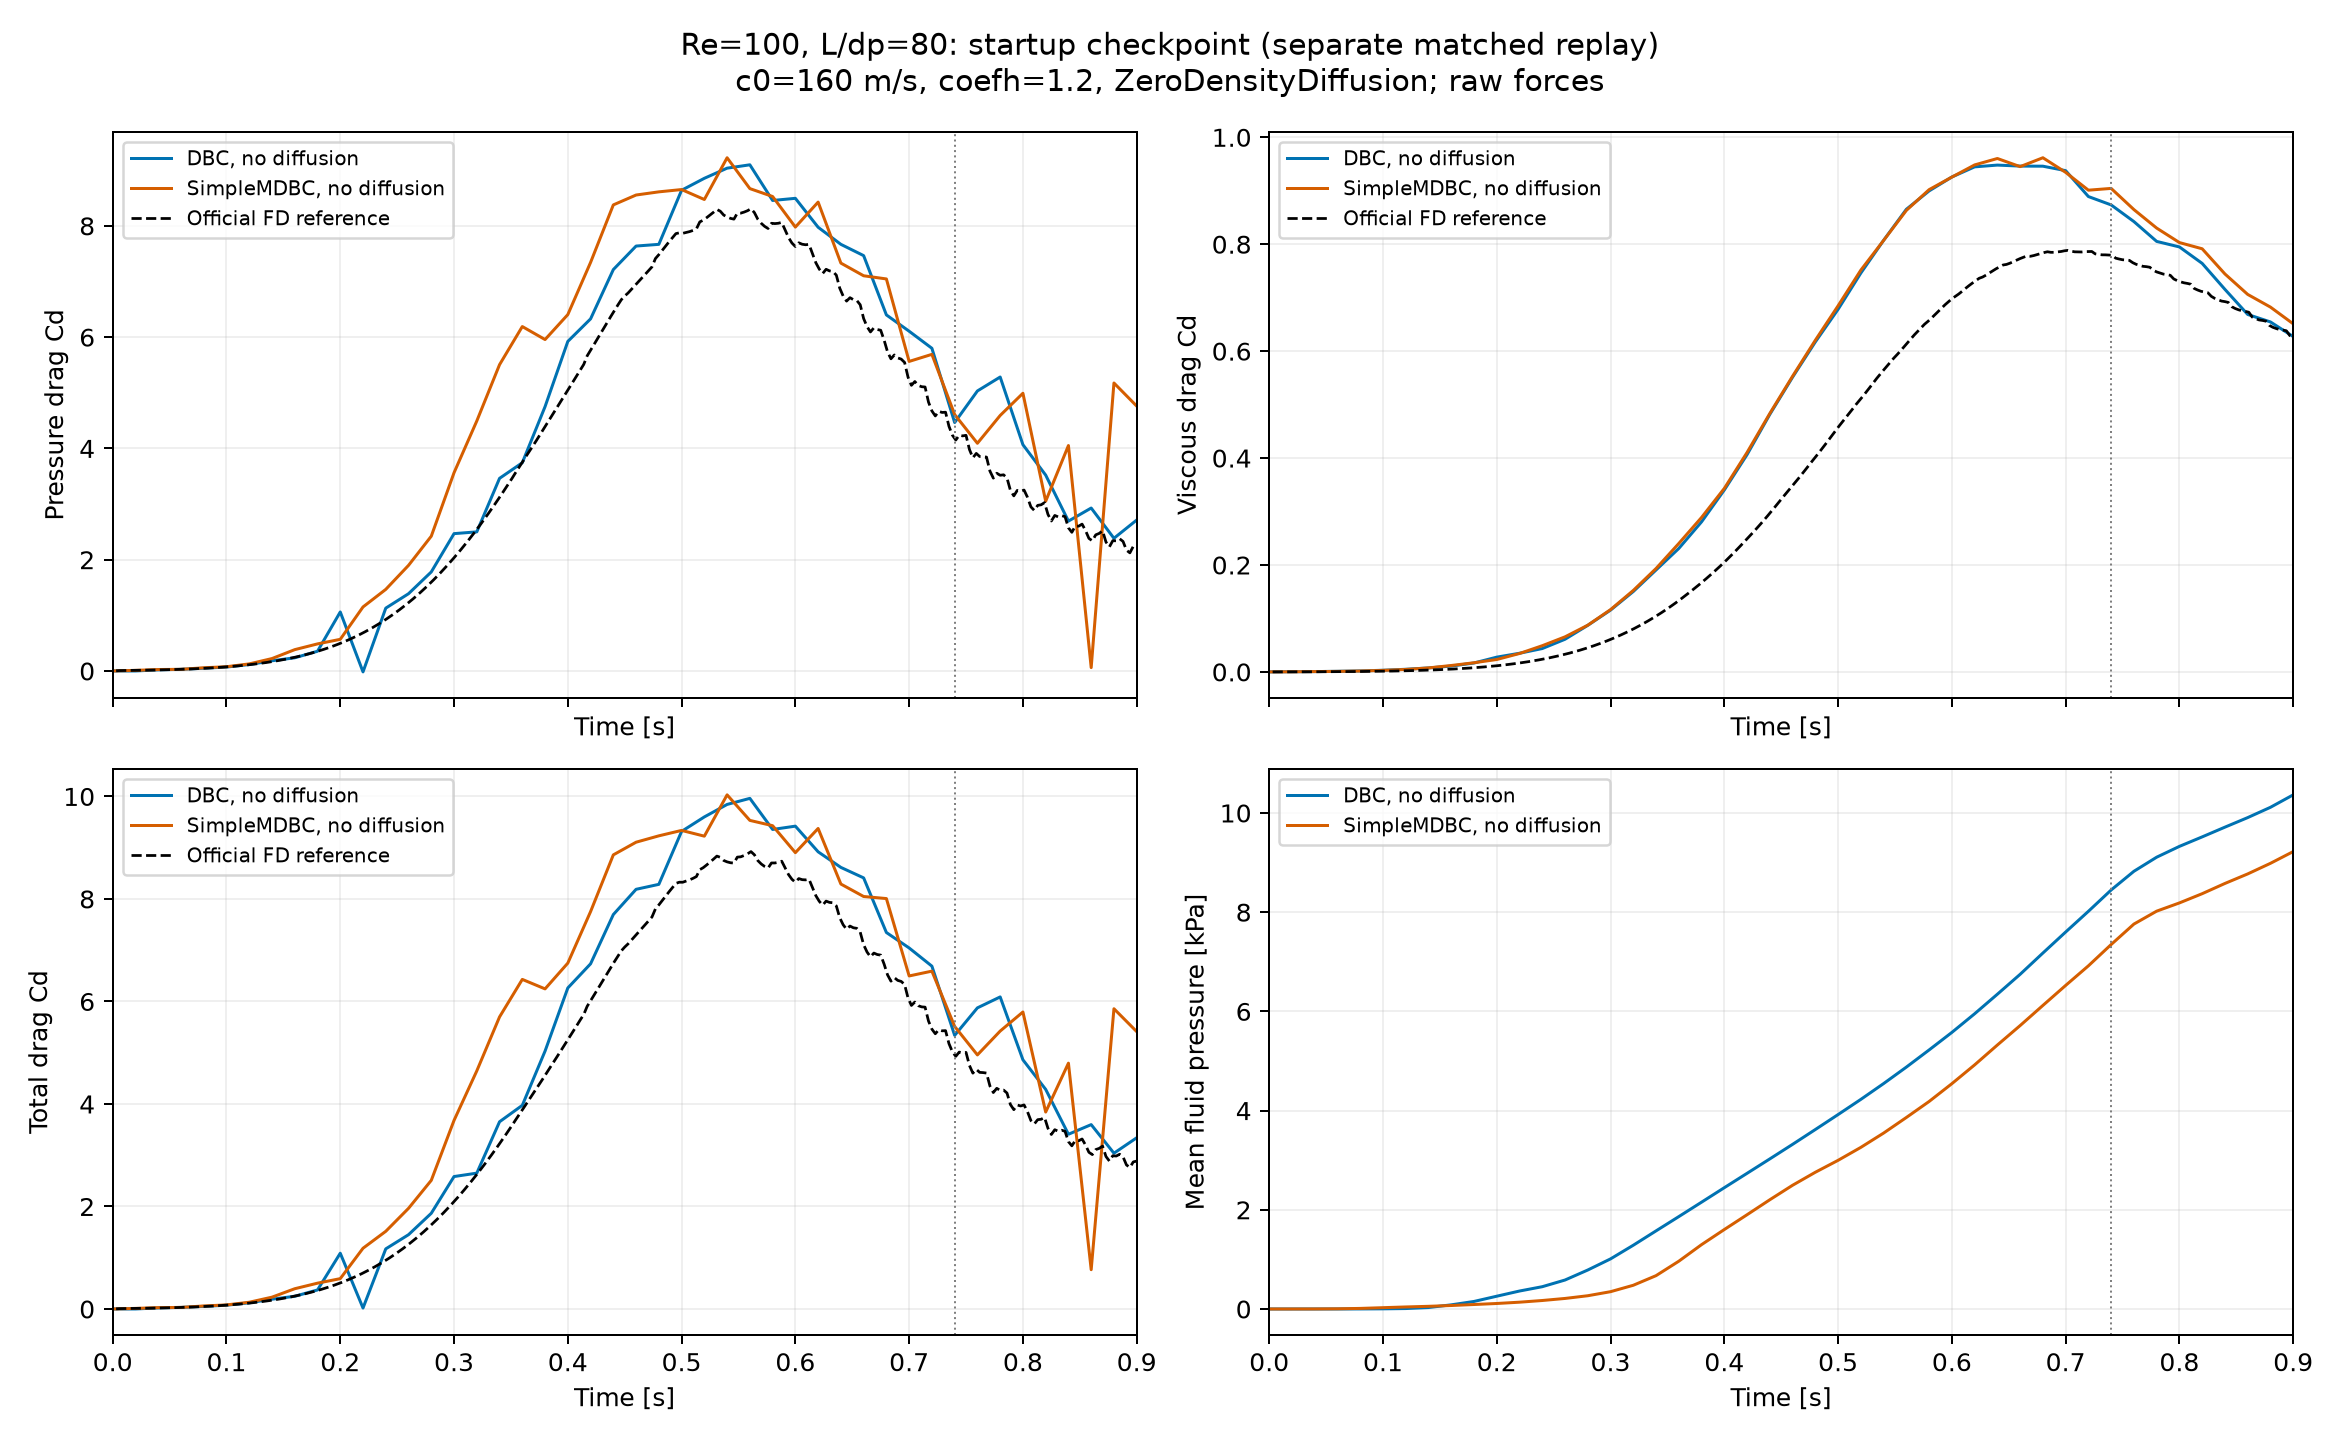 Re=100, L/dp=80: startup checkpoint (separate matched replay)
c0=160 m/s, coefh=1.2, ZeroDensityDiffusion; raw forces
DBC, no diffusion
SimpleMDBC, no diffusion
Official FD reference
Pressure drag Cd
8
6
4
2
0
Time [s]
DBC, no diffusion
SimpleMDBC, no diffusion
Official FD reference
Viscous drag Cd
1.0
0.8
0.6
0.4
0.2
0.0
Time [s]
DBC, no diffusion
SimpleMDBC, no diffusion
Official FD reference
Total drag Cd
10
8
6
4
2
0
0.0 0.1 0.2 0.3 0.4 0.5 0.6 0.7 0.8 0.9
Time [s]
DBC, no diffusion
SimpleMDBC, no diffusion
Mean fluid pressure [kPa]
10
8
6
4
2
0
0.0 0.1 0.2 0.3 0.4 0.5 0.6 0.7 0.8 0.9
Time [s]